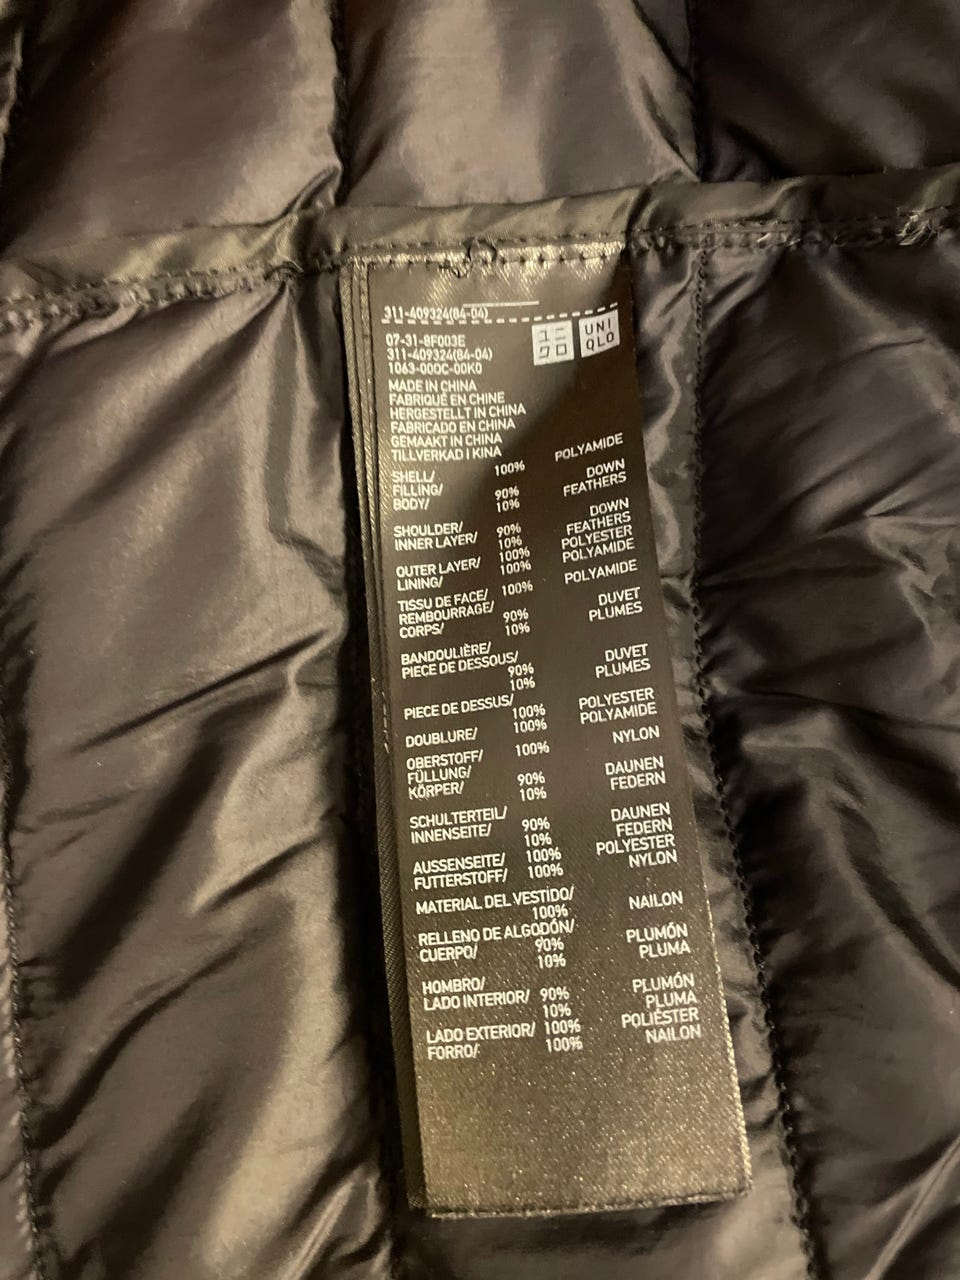 311-409324(84-04)
ユニ
クロ
UNI
QLO
07-31-8F003E
311-409324(84-04)
1063-000C-00K0
MADE IN CHINA
FABRIQUÉ EN CHINE
HERGESTELLT IN CHINA
FABRICADO EN CHINA
GEMAAKT IN CHINA
TILLVERKAD I KINA
SHELL/ 100% POLYAMIDE
FILLING/
BODY/ 90% DOWN
10% FEATHERS
SHOULDER/
INNER LAYER/ 90% DOWN
10% FEATHERS
OUTER LAYER/ 100% POLYESTER
LINING/ 100% POLYAMIDE
TISSU DE FACE/ 100% POLYAMIDE
REMBOURRAGE/
CORPS/ 90% DUVET
10% PLUMES
BANDOULIÈRE/
PIECE DE DESSOUS/
90% DUVET
10% PLUMES
PIECE DE DESSUS/
100% POLYESTER
DOUBLURE/ 100% POLYAMIDE
OBERSTOFF/ 100% NYLON
FÜLLUNG/
KÖRPER/ 90% DAUNEN
10% FEDERN
SCHULTERTEIL/
INNENSEITE/ 90% DAUNEN
10% FEDERN
AUSSENSEITE/ 100% POLYESTER
FUTTERSTOFF/ 100% NYLON
MATERIAL DEL VESTIDO/
100% NAILON
RELLENO DE ALGODÓN/
CUERPO/ 90% PLUMÓN
10% PLUMA
HOMBRO/
LADO INTERIOR/ 90% PLUMÓN
10% PLUMA
LADO EXTERIOR/ 100% POLIÉSTER
FORRO/ 100% NAILON